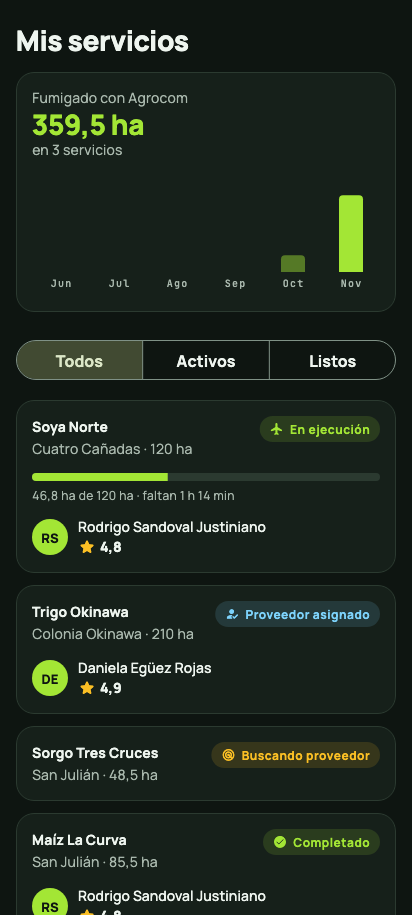 Mis servicios
Fumigado con Agrocom
359,5 ha
en 3 servicios
Jun Jul Ago Sep Oct Nov
Todos Activos Listos
Soya Norte
En ejecución
Cuatro Cañadas · 120 ha
46,8 ha de 120 ha · faltan 1 h 14 min
RS
Rodrigo Sandoval Justiniano
4,8
Trigo Okinawa
Proveedor asignado
Colonia Okinawa · 210 ha
DE
Daniela Egüez Rojas
4,9
Sorgo Tres Cruces
Buscando proveedor
San Julián · 48,5 ha
Maíz La Curva
Completado
San Julián · 85,5 ha
RS
Rodrigo Sandoval Justiniano